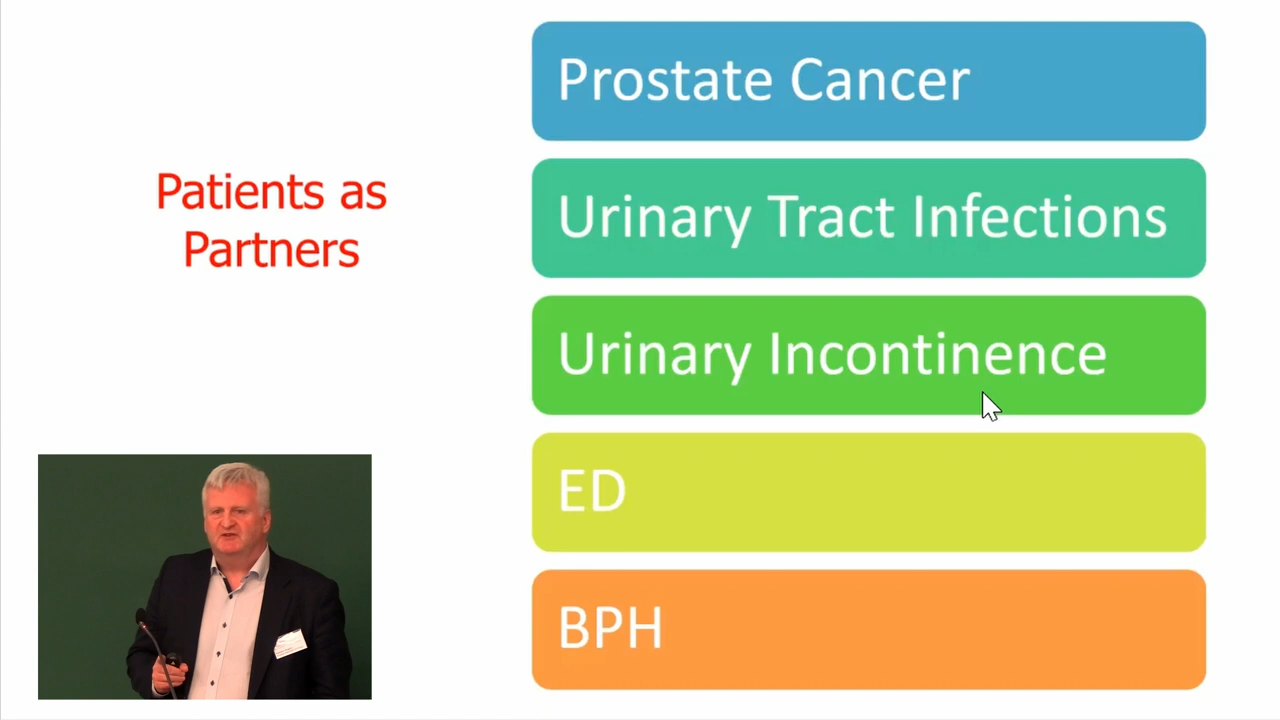 Patients as
Partners
Prostate Cancer
Urinary Tract Infections
Urinary Incontinence
ED
BPH